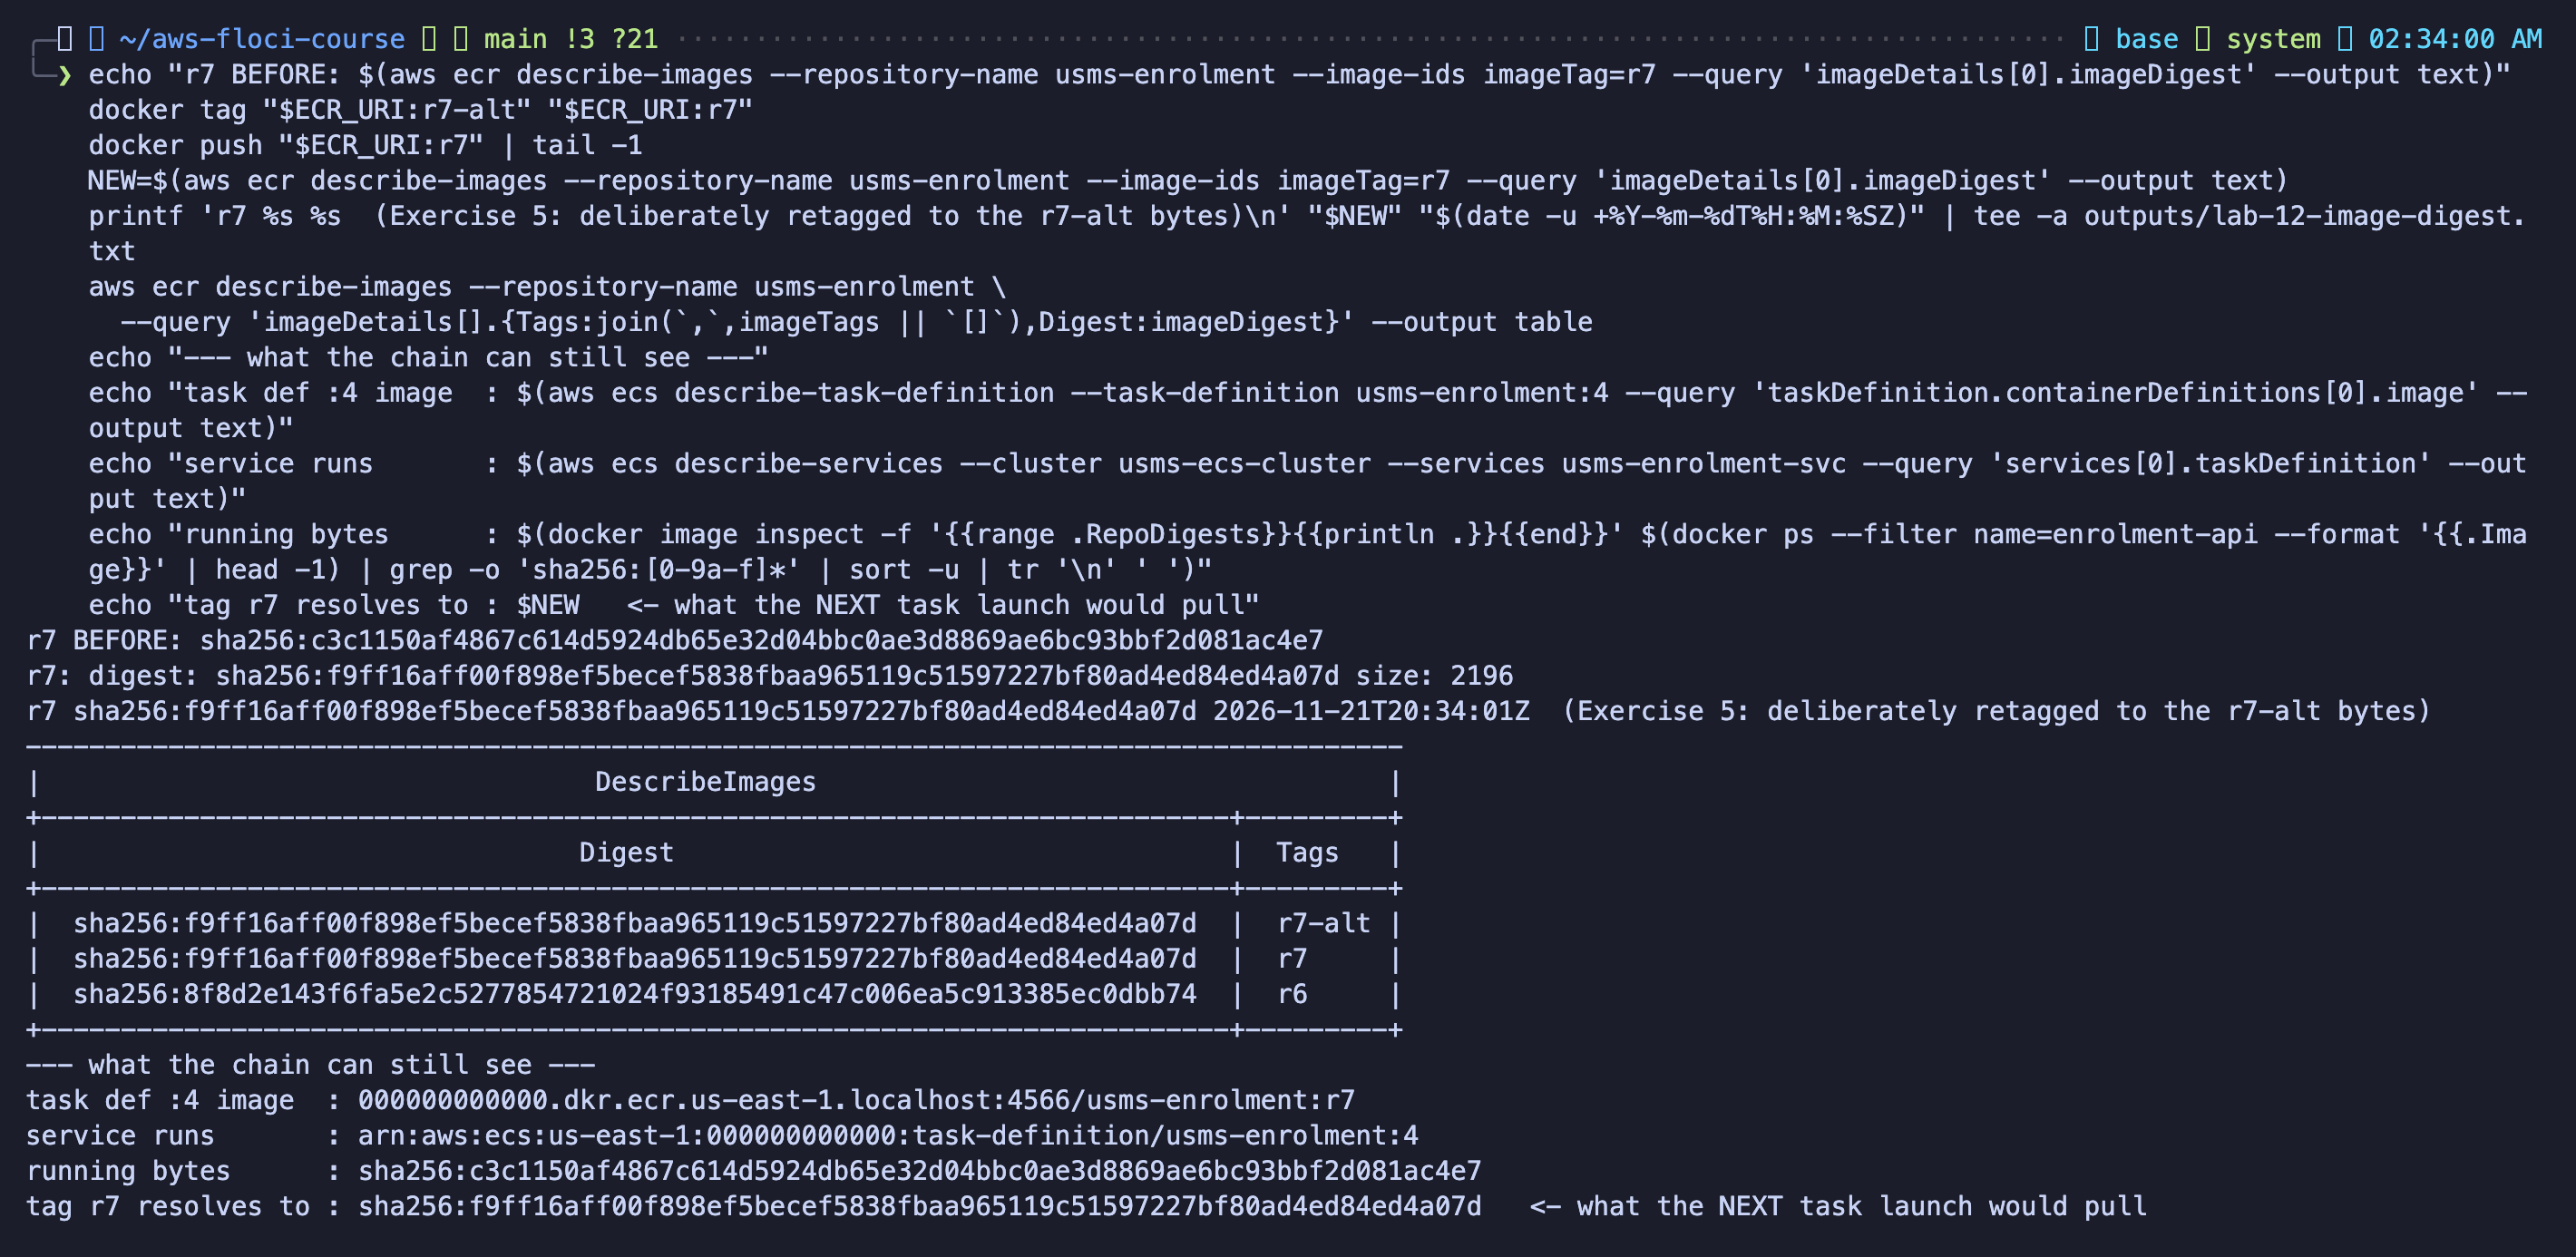 ~/aws-floci-course main !3 ?21 base system 02:34:00 AM
❯ echo "r7 BEFORE: $(aws ecr describe-images --repository-name usms-enrolment --image-ids imageTag=r7 --query 'imageDetails[0].imageDigest' --output text)"
docker tag "$ECR_URI:r7-alt" "$ECR_URI:r7"
docker push "$ECR_URI:r7" | tail -1
NEW=$(aws ecr describe-images --repository-name usms-enrolment --image-ids imageTag=r7 --query 'imageDetails[0].imageDigest' --output text)
printf 'r7 %s %s  (Exercise 5: deliberately retagged to the r7-alt bytes)\n' "$NEW" "$(date -u +%Y-%m-%dT%H:%M:%SZ)" | tee -a outputs/lab-12-image-digest.
txt
aws ecr describe-images --repository-name usms-enrolment \
  --query 'imageDetails[].{Tags:join(`,`,imageTags || `[]`),Digest:imageDigest}' --output table
echo "--- what the chain can still see ---"
echo "task def :4 image  : $(aws ecs describe-task-definition --task-definition usms-enrolment:4 --query 'taskDefinition.containerDefinitions[0].image' --
output text)"
echo "service runs       : $(aws ecs describe-services --cluster usms-ecs-cluster --services usms-enrolment-svc --query 'services[0].taskDefinition' --out
put text)"
echo "running bytes      : $(docker image inspect -f '{{range .RepoDigests}}{{println .}}{{end}}' $(docker ps --filter name=enrolment-api --format '{{.Ima
ge}}' | head -1) | grep -o 'sha256:[0-9a-f]*' | sort -u | tr '\n' ' ')"
echo "tag r7 resolves to : $NEW   <- what the NEXT task launch would pull"
r7 BEFORE: sha256:c3c1150af4867c614d5924db65e32d04bbc0ae3d8869ae6bc93bbf2d081ac4e7
r7: digest: sha256:f9ff16aff00f898ef5becef5838fbaa965119c51597227bf80ad4ed84ed4a07d size: 2196
r7 sha256:f9ff16aff00f898ef5becef5838fbaa965119c51597227bf80ad4ed84ed4a07d 2026-11-21T20:34:01Z  (Exercise 5: deliberately retagged to the r7-alt bytes)
| DescribeImages |
| Digest | Tags |
| sha256:f9ff16aff00f898ef5becef5838fbaa965119c51597227bf80ad4ed84ed4a07d | r7-alt |
| sha256:f9ff16aff00f898ef5becef5838fbaa965119c51597227bf80ad4ed84ed4a07d | r7 |
| sha256:8f8d2e143f6fa5e2c5277854721024f93185491c47c006ea5c913385ec0dbb74 | r6 |
--- what the chain can still see ---
task def :4 image  : 000000000000.dkr.ecr.us-east-1.localhost:4566/usms-enrolment:r7
service runs       : arn:aws:ecs:us-east-1:000000000000:task-definition/usms-enrolment:4
running bytes      : sha256:c3c1150af4867c614d5924db65e32d04bbc0ae3d8869ae6bc93bbf2d081ac4e7
tag r7 resolves to : sha256:f9ff16aff00f898ef5becef5838fbaa965119c51597227bf80ad4ed84ed4a07d   <- what the NEXT task launch would pull